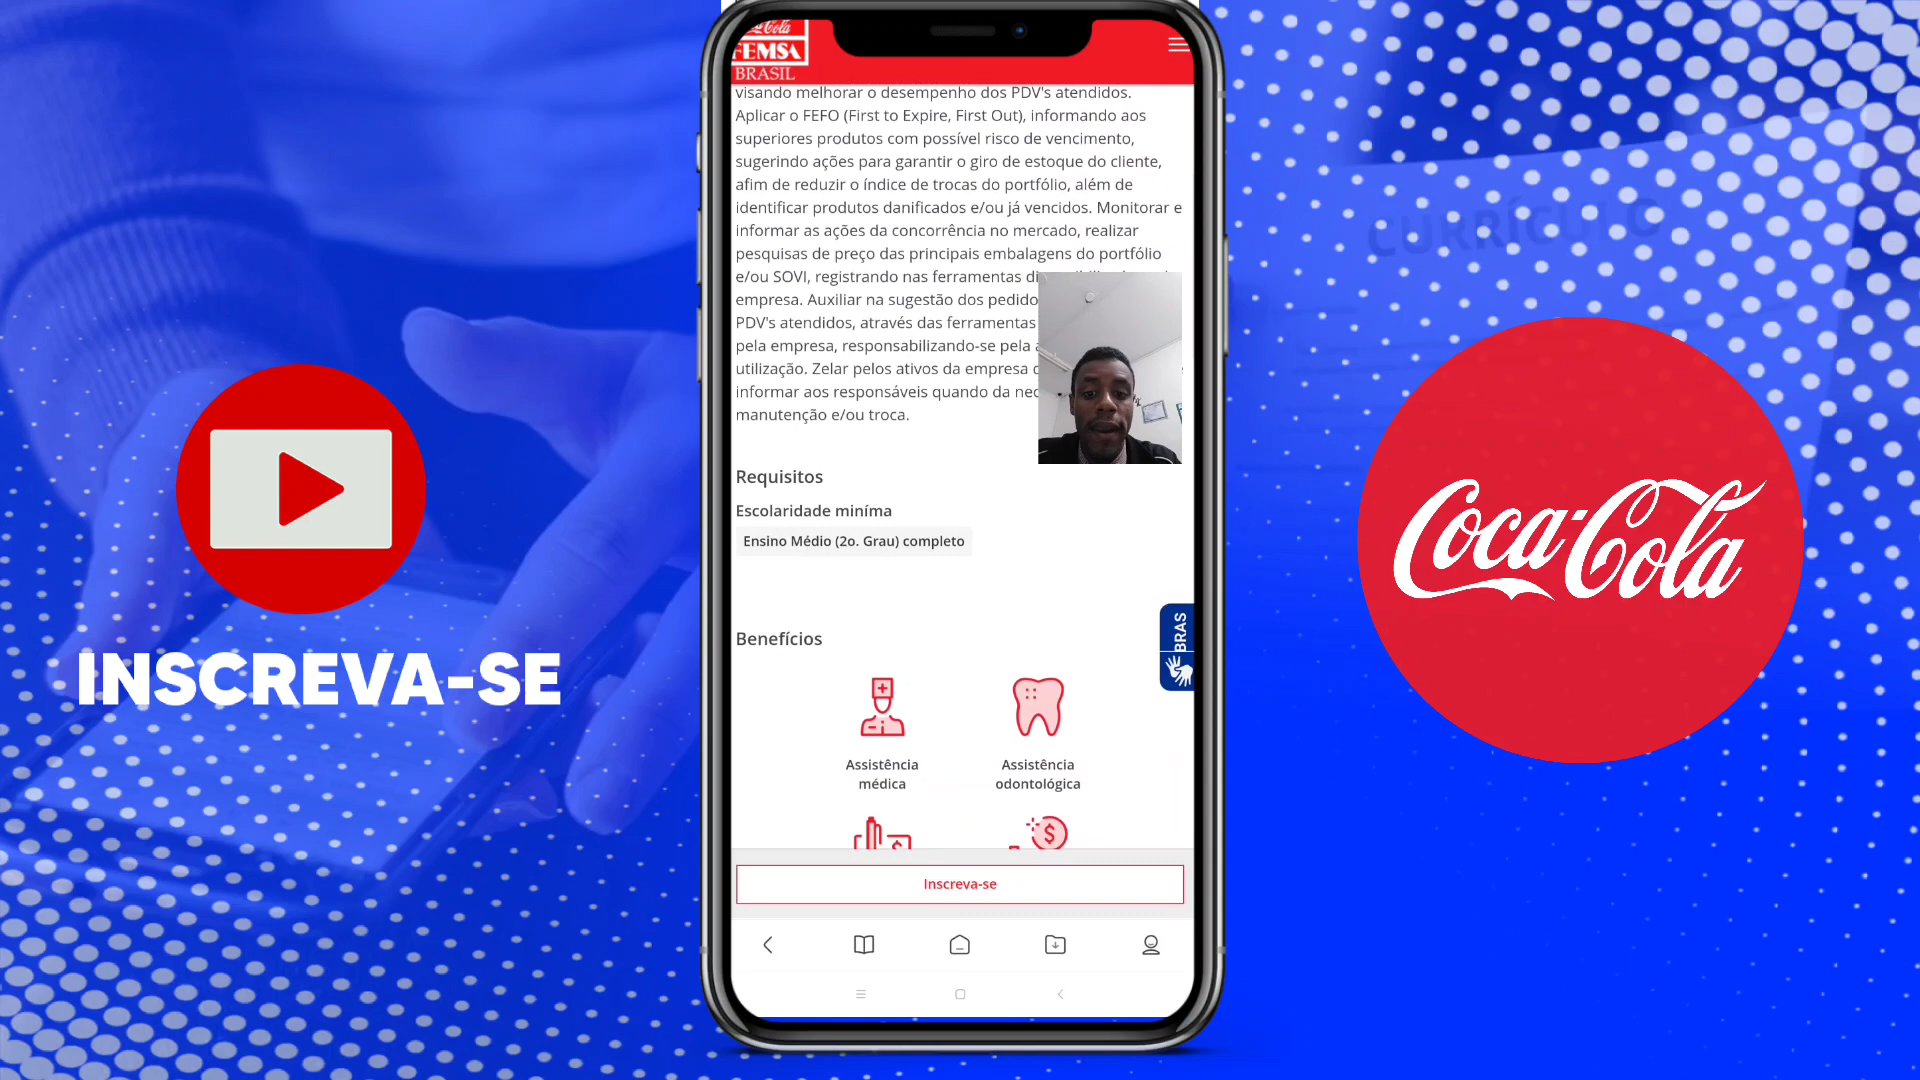 Coca-Cola
FEMSA
BRASIL
visando melhorar o desempenho dos PDV's atendidos.
Aplicar o FEFO (First to Expire, First Out), informando aos
superiores produtos com possível risco de vencimento,
sugerindo ações para garantir o giro de estoque do cliente,
afim de reduzir o índice de trocas do portfólio, além de
identificar produtos danificados e/ou já vencidos. Monitorar e
informar as ações da concorrência no mercado, realizar
pesquisas de preço das principais embalagens do portfólio
e/ou SOVI, registrando nas ferramentas
empresa. Auxiliar na sugestão dos
PDV's atendidos, através das ferramentas
pela empresa, responsabilizando-se pela
utilização. Zelar pelos ativos da empresa
informar aos responsáveis quando da
manutenção e/ou troca.
Requisitos
Escolaridade miníma
Ensino Médio (2o. Grau) completo
Benefícios
Assistência
médica
Assistência
odontológica
Inscreva-se
BRAS
INSCREVA-SE
CURRÍCULO
Coca-Cola